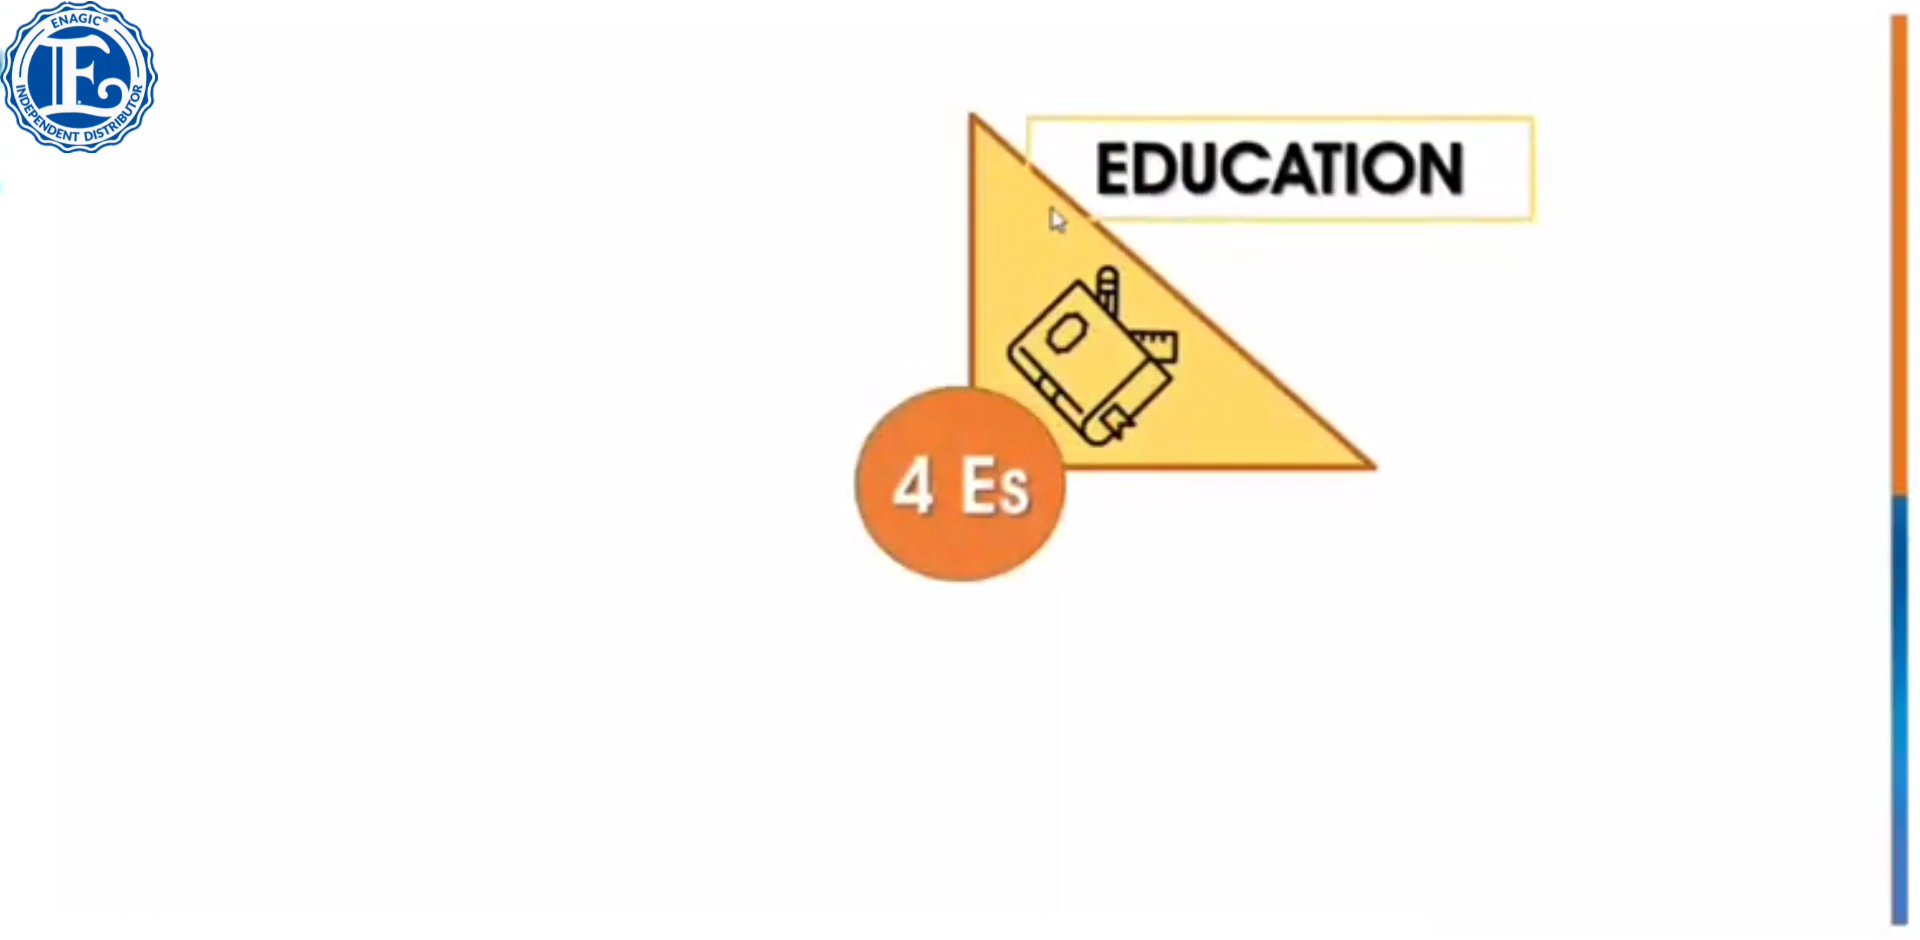 ENAGIC®
E
INDEPENDENT DISTRIBUTOR
EDUCATION
4 Es